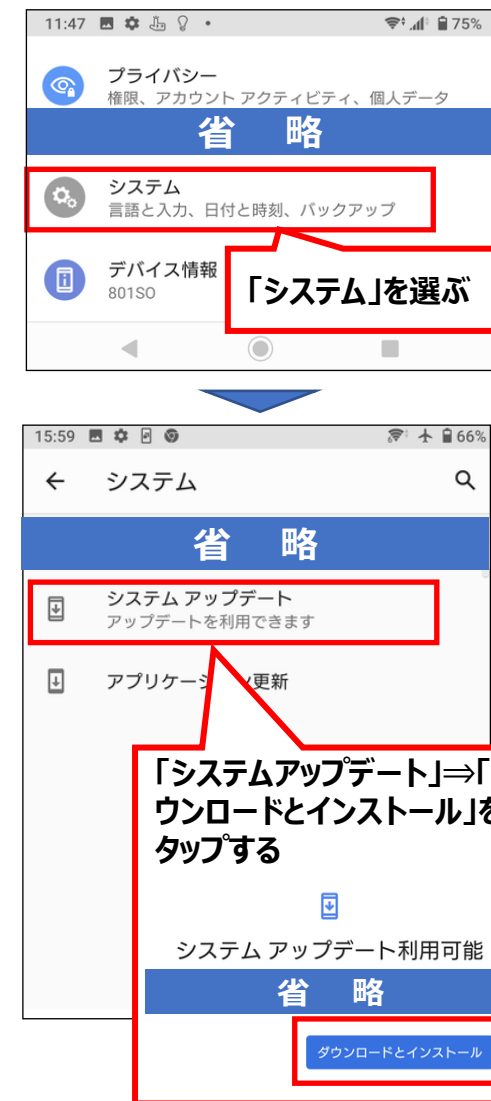 11:47 75%
プライバシー
権限、アカウント アクティビティ、個人データ
省 略
システム
言語と入力、日付と時刻、バックアップ
デバイス情報
801SO
「システム」を選ぶ
15:59 66%
システム
省 略
システム アップデート
アップデートを利用できます
アプリケーシ 更新
「システムアップデート」⇒「
ウンロードとインストール」を
タップする
システム アップデート利用可能
省 略
ダウンロードとインストール